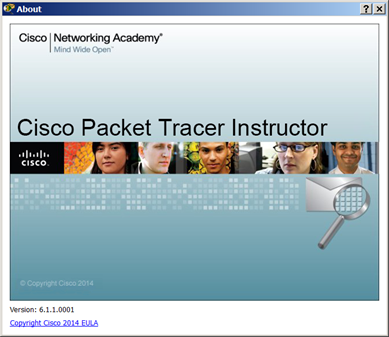 About
Cisco Networking Academy®
Mind Wide Open™
Cisco Packet Tracer Instructor
CISCO
© Copyright Cisco 2014
Version: 6.1.1.0001
Copyright Cisco 2014 EULA